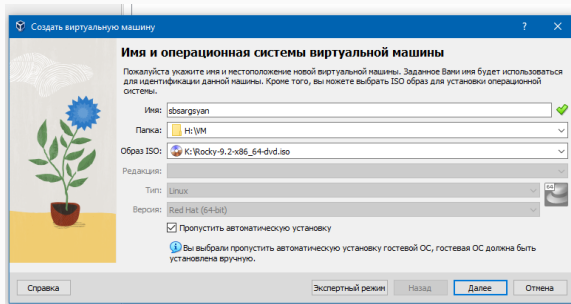 Создать виртуальную машину
Имя и операционная системы виртуальной машины
Пожалуйста укажите имя и местоположение новой виртуальной машины. Заданное Вами имя будет использоваться
для идентификации данной машины. Кроме того, вы можете выбрать ISO образ для установки операционной
системы.
Имя: sbsargsyan
Папка: H:\VM
Образ ISO: K:\Rocky-9.2-x86_64-dvd.iso
Редакция:
Тип: Linux
64
Версия: Red Hat (64-bit)
Пропустить автоматическую установку
Вы выбрали пропустить автоматическую установку гостевой ОС, гостевая ОС должна быть
установлена вручную.
Справка Экспертный режим Назад Далее Отмена